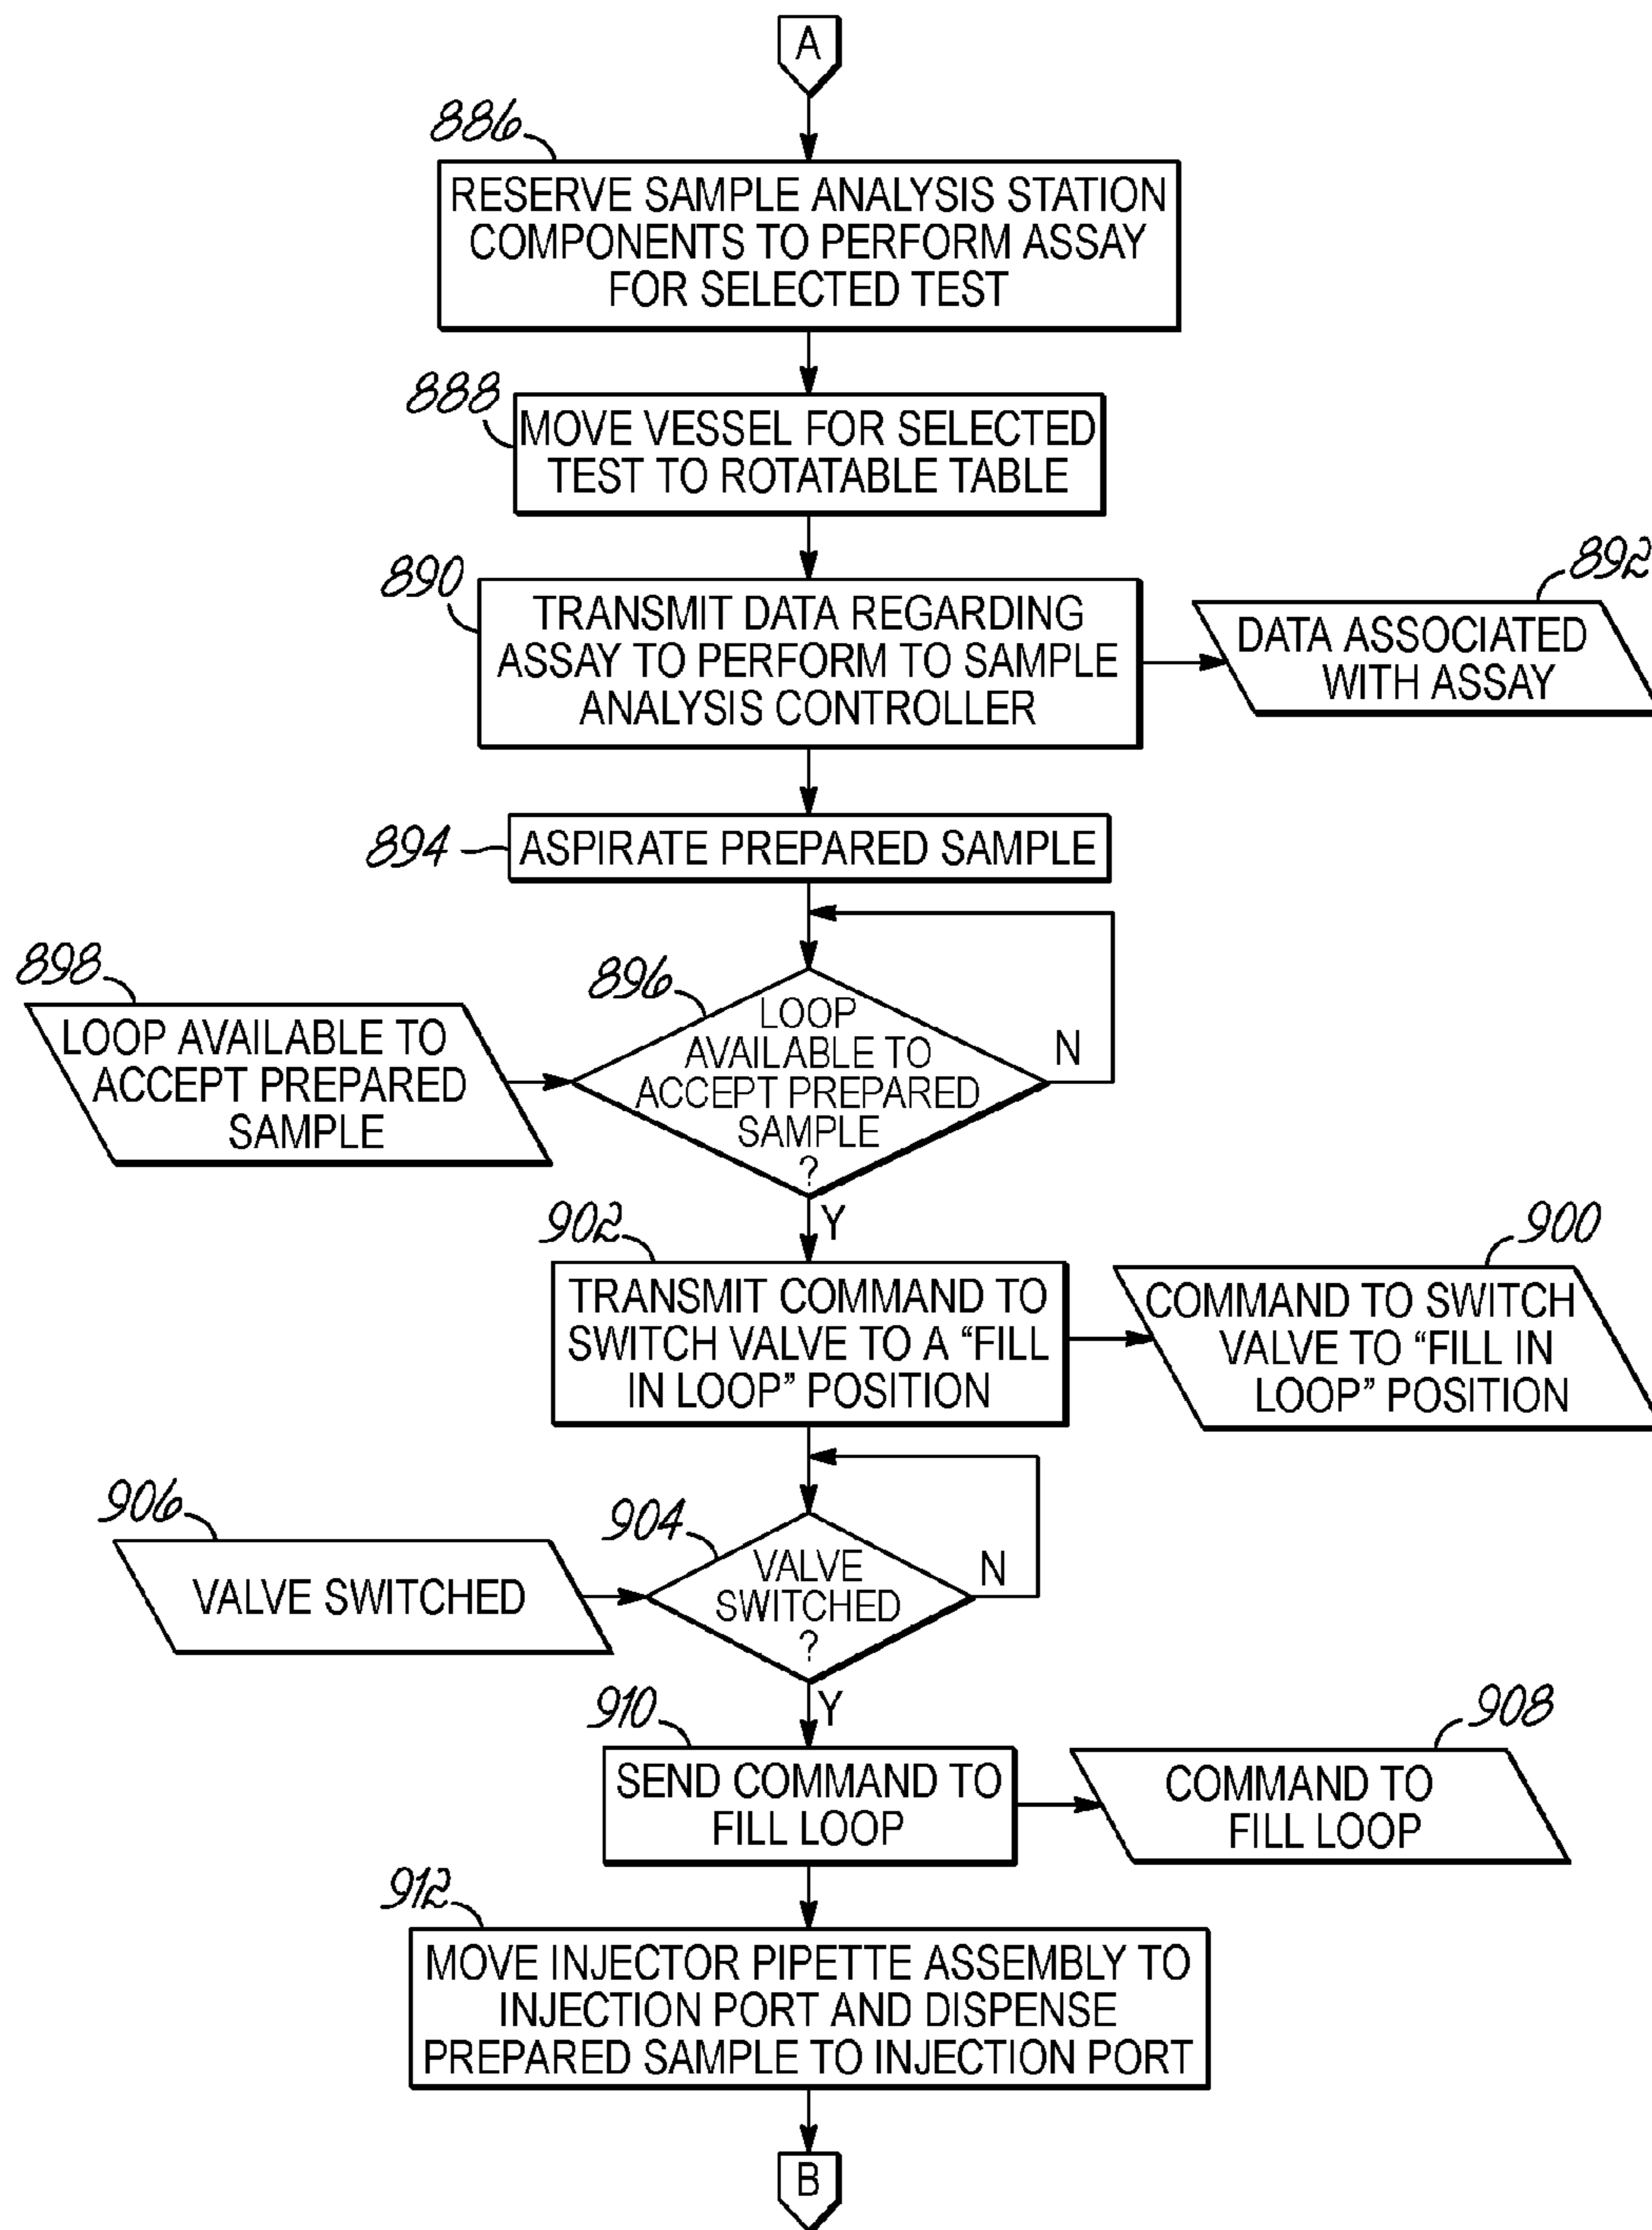 A
886
RESERVE SAMPLE ANALYSIS STATION
COMPONENTS TO PERFORM ASSAY
FOR SELECTED TEST
888
MOVE VESSEL FOR SELECTED
TEST TO ROTATABLE TABLE
890
TRANSMIT DATA REGARDING
ASSAY TO PERFORM TO SAMPLE
ANALYSIS CONTROLLER
892
DATA ASSOCIATED
WITH ASSAY
894
ASPIRATE PREPARED SAMPLE
898
LOOP AVAILABLE TO
ACCEPT PREPARED
SAMPLE
896
LOOP
AVAILABLE TO
ACCEPT PREPARED
SAMPLE
?
N
Y
902
TRANSMIT COMMAND TO
SWITCH VALVE TO A “FILL
IN LOOP” POSITION
900
COMMAND TO SWITCH
VALVE TO “FILL IN
LOOP” POSITION
906
VALVE SWITCHED
904
VALVE
SWITCHED
?
N
Y
910
SEND COMMAND TO
FILL LOOP
908
COMMAND TO
FILL LOOP
912
MOVE INJECTOR PIPETTE ASSEMBLY TO
INJECTION PORT AND DISPENSE
PREPARED SAMPLE TO INJECTION PORT
B